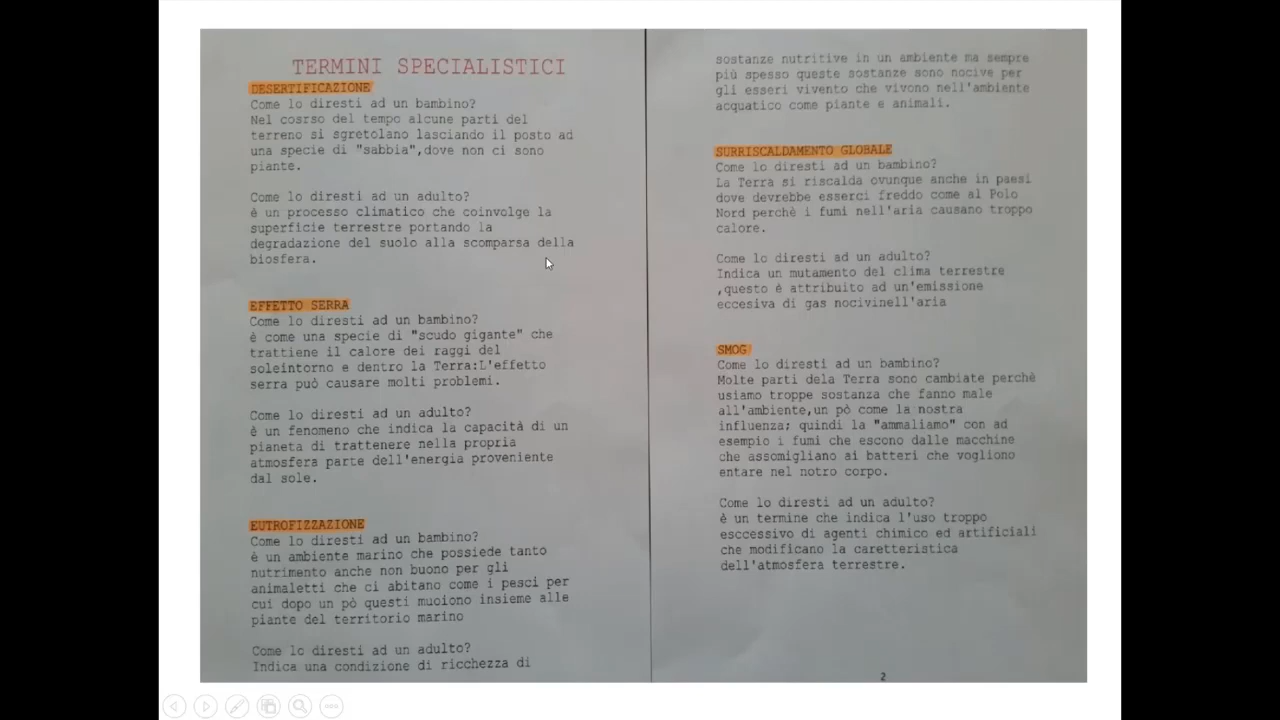 TERMINI SPECIALISTICI
DESERTIFICAZIONE
Come lo diresti ad un bambino?
Nel cosrso del tempo alcune parti del
terreno si sgretolano lasciando il posto ad
una specie di "sabbia",dove non ci sono
piante.
Come lo diresti ad un adulto?
è un processo climatico che coinvolge la
superficie terrestre portando la
degradazione del suolo alla scomparsa della
biosfera.
EFFETTO SERRA
Come lo diresti ad un bambino?
è come una specie di "scudo gigante" che
trattiene il calore dei raggi del
soleintorno e dentro la Terra:L'effetto
serra può causare molti problemi.
Come lo diresti ad un adulto?
è un fenomeno che indica la capacità di un
pianeta di trattenere nella propria
atmosfera parte dell'energia proveniente
dal sole.
EUTROFIZZAZIONE
Come lo diresti ad un bambino?
è un ambiente marino che possiede tanto
nutrimento anche non buono per gli
animaletti che ci abitano come i pesci per
cui dopo un pò questi muoiono insieme alle
piante del territorio marino
Come lo diresti ad un adulto?
Indica una condizione di ricchezza di
sostanze nutritive in un ambiente ma sempre
più spesso queste sostanze sono nocive per
gli esseri vivento che vivono nell'ambiente
acquatico come piante e animali.
SURRISCALDAMENTO GLOBALE
Come lo diresti ad un bambino?
La Terra si riscalda ovunque anche in paesi
dove devrebbe esserci freddo come al Polo
Nord perchè i fumi nell'aria causano troppo
calore.
Come lo diresti ad un adulto?
Indica un mutamento del clima terrestre
,questo è attribuito ad un'emissione
eccesiva di gas nocivinell'aria
SMOG
Come lo diresti ad un bambino?
Molte parti dela Terra sono cambiate perchè
usiamo troppe sostanza che fanno male
all'ambiente,un pò come la nostra
influenza; quindi la "ammaliamo" con ad
esempio i fumi che escono dalle macchine
che assomigliano ai batteri che vogliono
entare nel notro corpo.
Come lo diresti ad un adulto?
è un termine che indica l'uso troppo
esccessivo di agenti chimico ed artificiali
che modificano la caretteristica
dell'atmosfera terrestre.
2